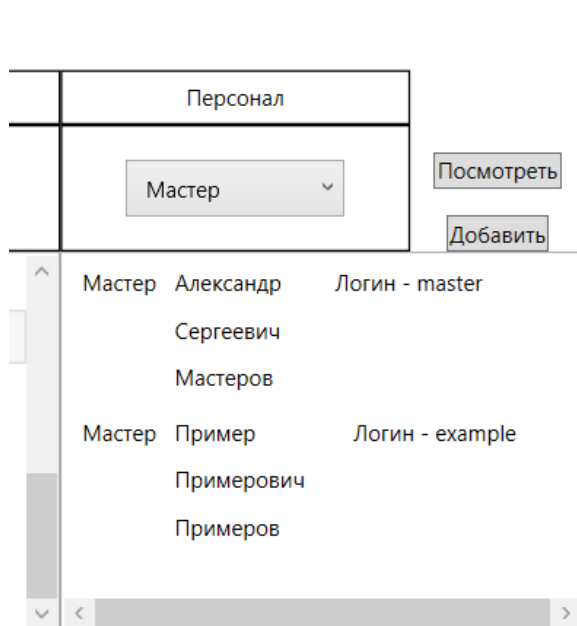 Персонал
Мастер
Посмотреть
Добавить
Мастер Александр Логин - master
Сергеевич
Мастеров
Мастер Пример Логин - example
Примерович
Примеров